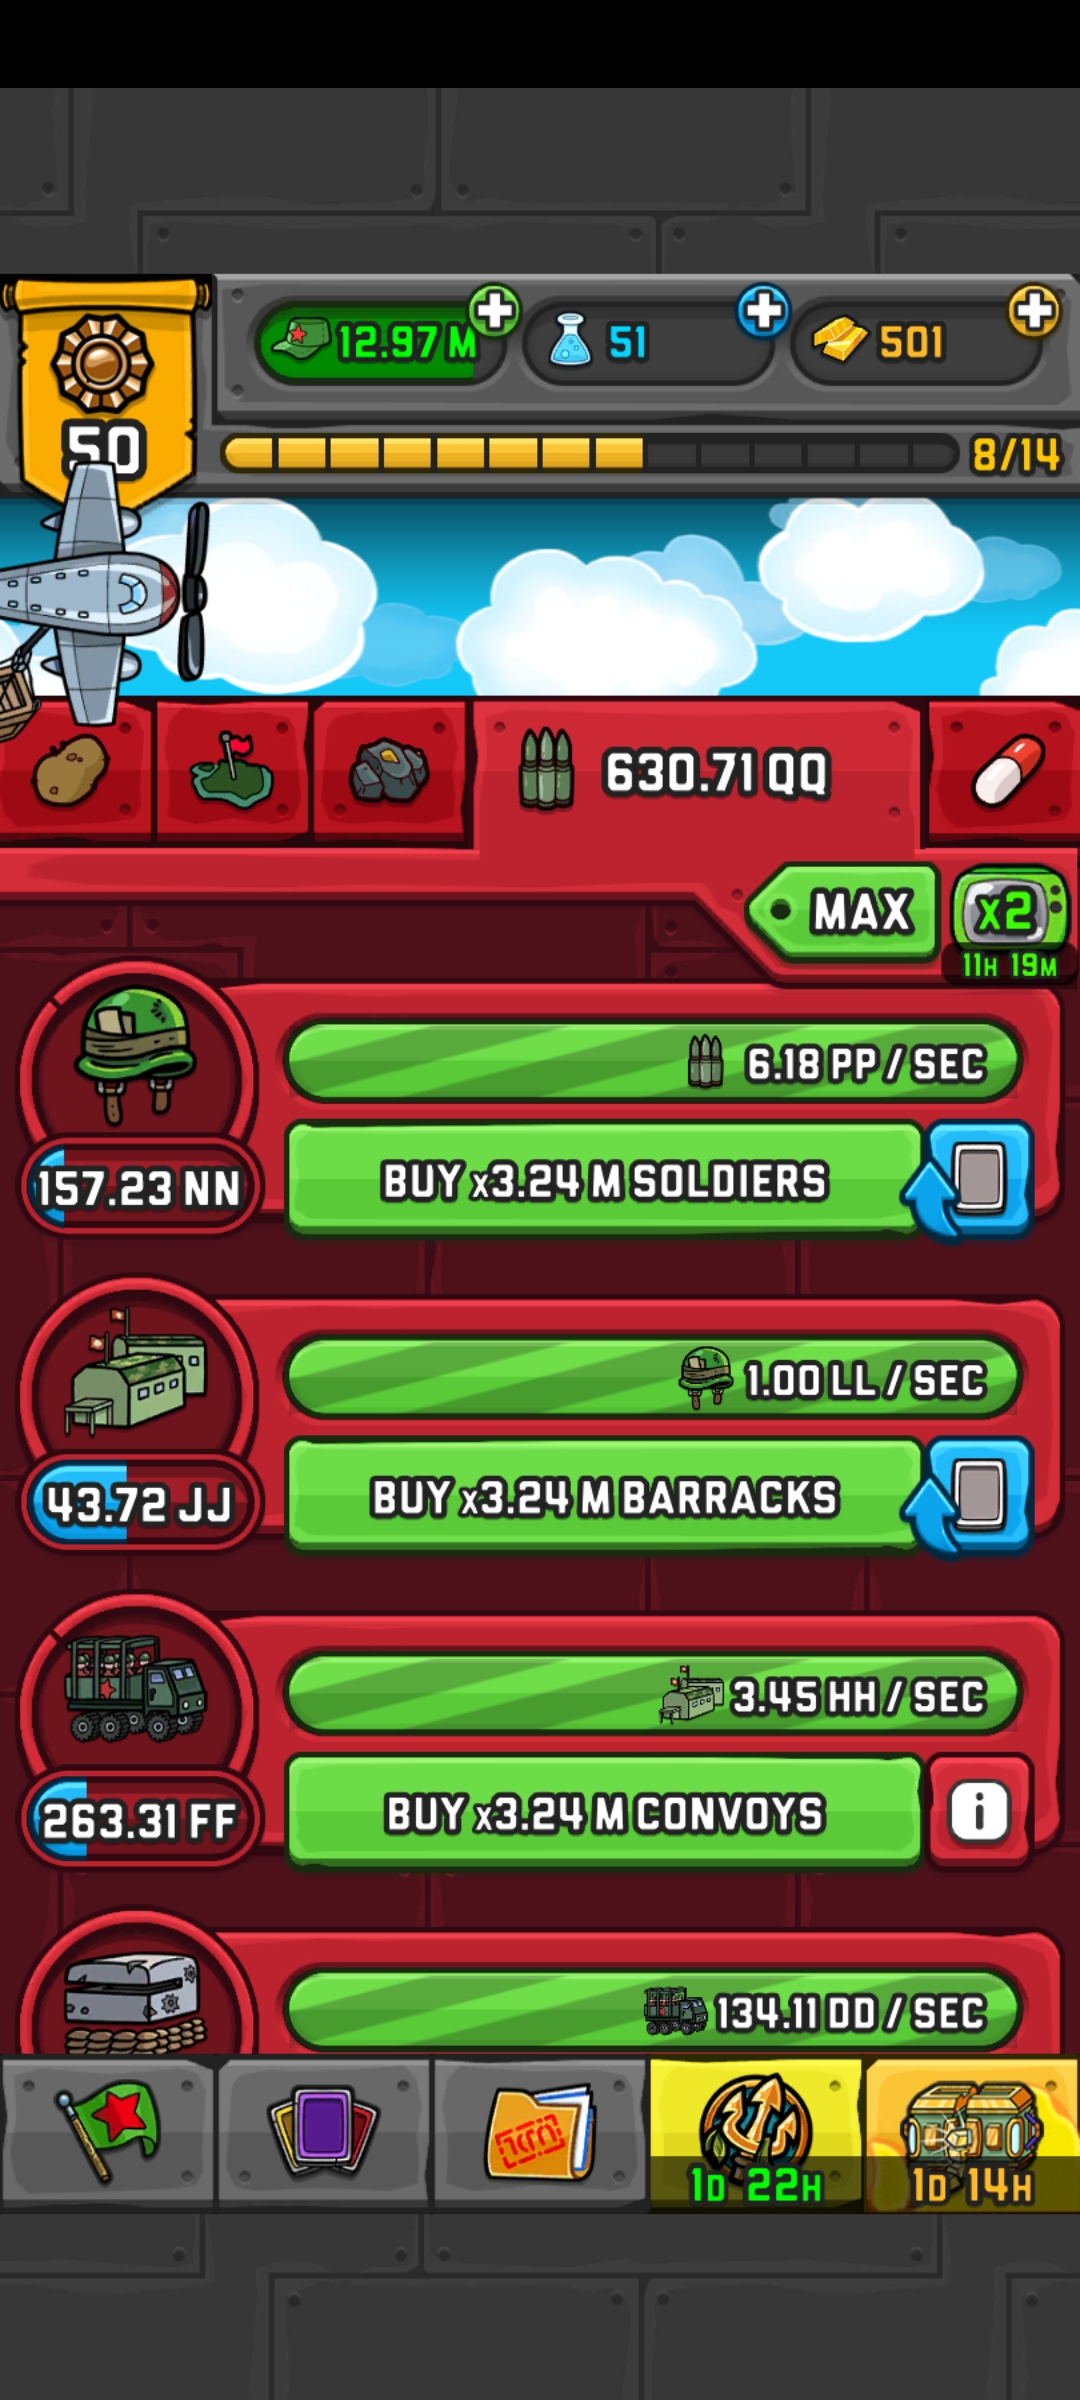 12.97 M
51
501
50
8/14
630.71 QQ
MAX
x2
11H 19M
6.18 PP / SEC
157.23 NN
BUY x3.24 M SOLDIERS
1.00 LL / SEC
43.72 JJ
BUY x3.24 M BARRACKS
3.45 HH / SEC
263.31 FF
BUY x3.24 M CONVOYS
i
134.11 DD / SEC
1D 22H
1D 14H